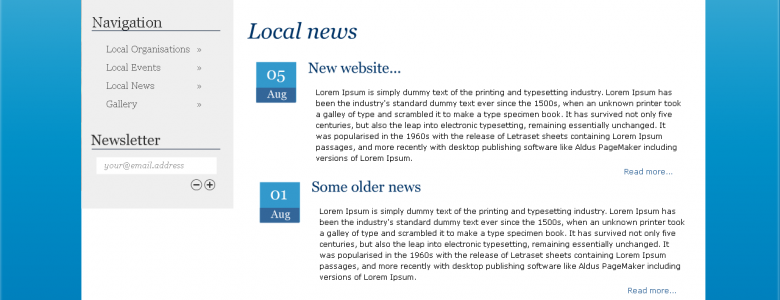 Navigation
Local Organisations »
Local Events »
Local News »
Gallery »
Newsletter
your@email.address
Local news
05
Aug
New website...
Lorem Ipsum is simply dummy text of the printing and typesetting industry. Lorem Ipsum has
been the industry's standard dummy text ever since the 1500s, when an unknown printer took
a galley of type and scrambled it to make a type specimen book. It has survived not only five
centuries, but also the leap into electronic typesetting, remaining essentially unchanged. It
was popularised in the 1960s with the release of Letraset sheets containing Lorem Ipsum
passages, and more recently with desktop publishing software like Aldus PageMaker including
versions of Lorem Ipsum.
Read more...
01
Aug
Some older news
Lorem Ipsum is simply dummy text of the printing and typesetting industry. Lorem Ipsum has
been the industry's standard dummy text ever since the 1500s, when an unknown printer took
a galley of type and scrambled it to make a type specimen book. It has survived not only five
centuries, but also the leap into electronic typesetting, remaining essentially unchanged. It
was popularised in the 1960s with the release of Letraset sheets containing Lorem Ipsum
passages, and more recently with desktop publishing software like Aldus PageMaker including
versions of Lorem Ipsum.
Read more...